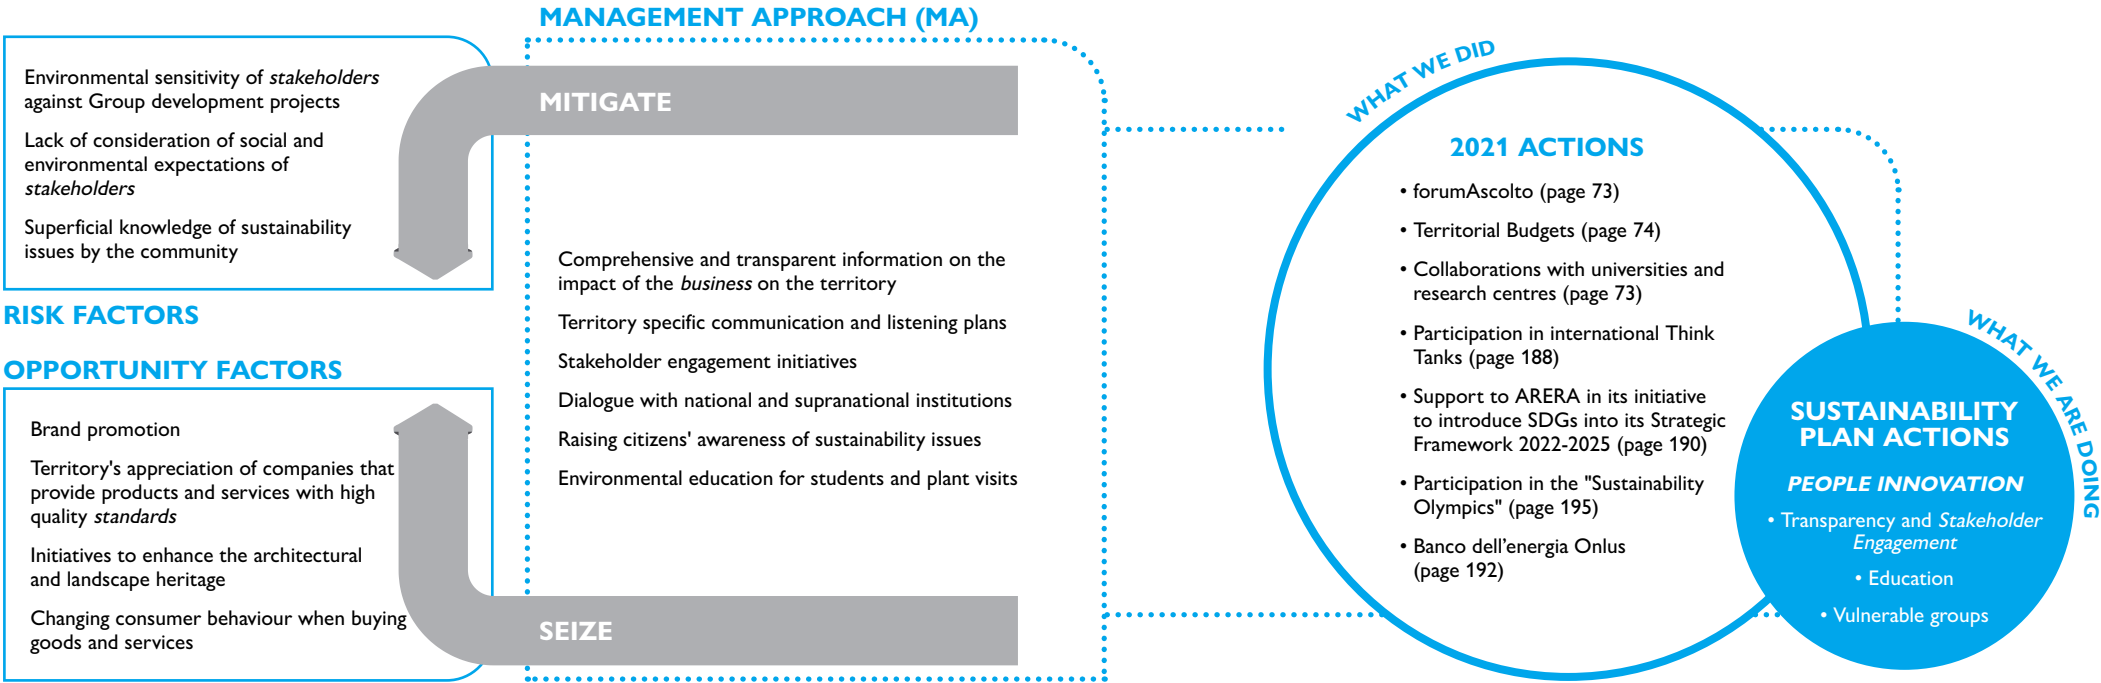 MANAGEMENT APPROACH (MA)
Environmental sensitivity of stakeholders
against Group development projects
Lack of consideration of social and
environmental expectations of
stakeholders
Superficial knowledge of sustainability
issues by the community
RISK FACTORS
OPPORTUNITY FACTORS
Brand promotion
Territory's appreciation of companies that
provide products and services with high
quality standards
Initiatives to enhance the architectural
and landscape heritage
Changing consumer behaviour when buying
goods and services
MITIGATE
Comprehensive and transparent information on the
impact of the business on the territory
Territory specific communication and listening plans
Stakeholder engagement initiatives
Dialogue with national and supranational institutions
Raising citizens' awareness of sustainability issues
Environmental education for students and plant visits
SEIZE
WHAT WE DID
2021 ACTIONS
• forumAscolto (page 73)
• Territorial Budgets (page 74)
• Collaborations with universities and
research centres (page 73)
• Participation in international Think
Tanks (page 188)
• Support to ARERA in its initiative
to introduce SDGs into its Strategic
Framework 2022-2025 (page 190)
• Participation in the "Sustainability
Olympics" (page 195)
• Banco dell’energia Onlus
(page 192)
WHAT WE ARE DOING
SUSTAINABILITY
PLAN ACTIONS
PEOPLE INNOVATION
• Transparency and Stakeholder
Engagement
• Education
• Vulnerable groups